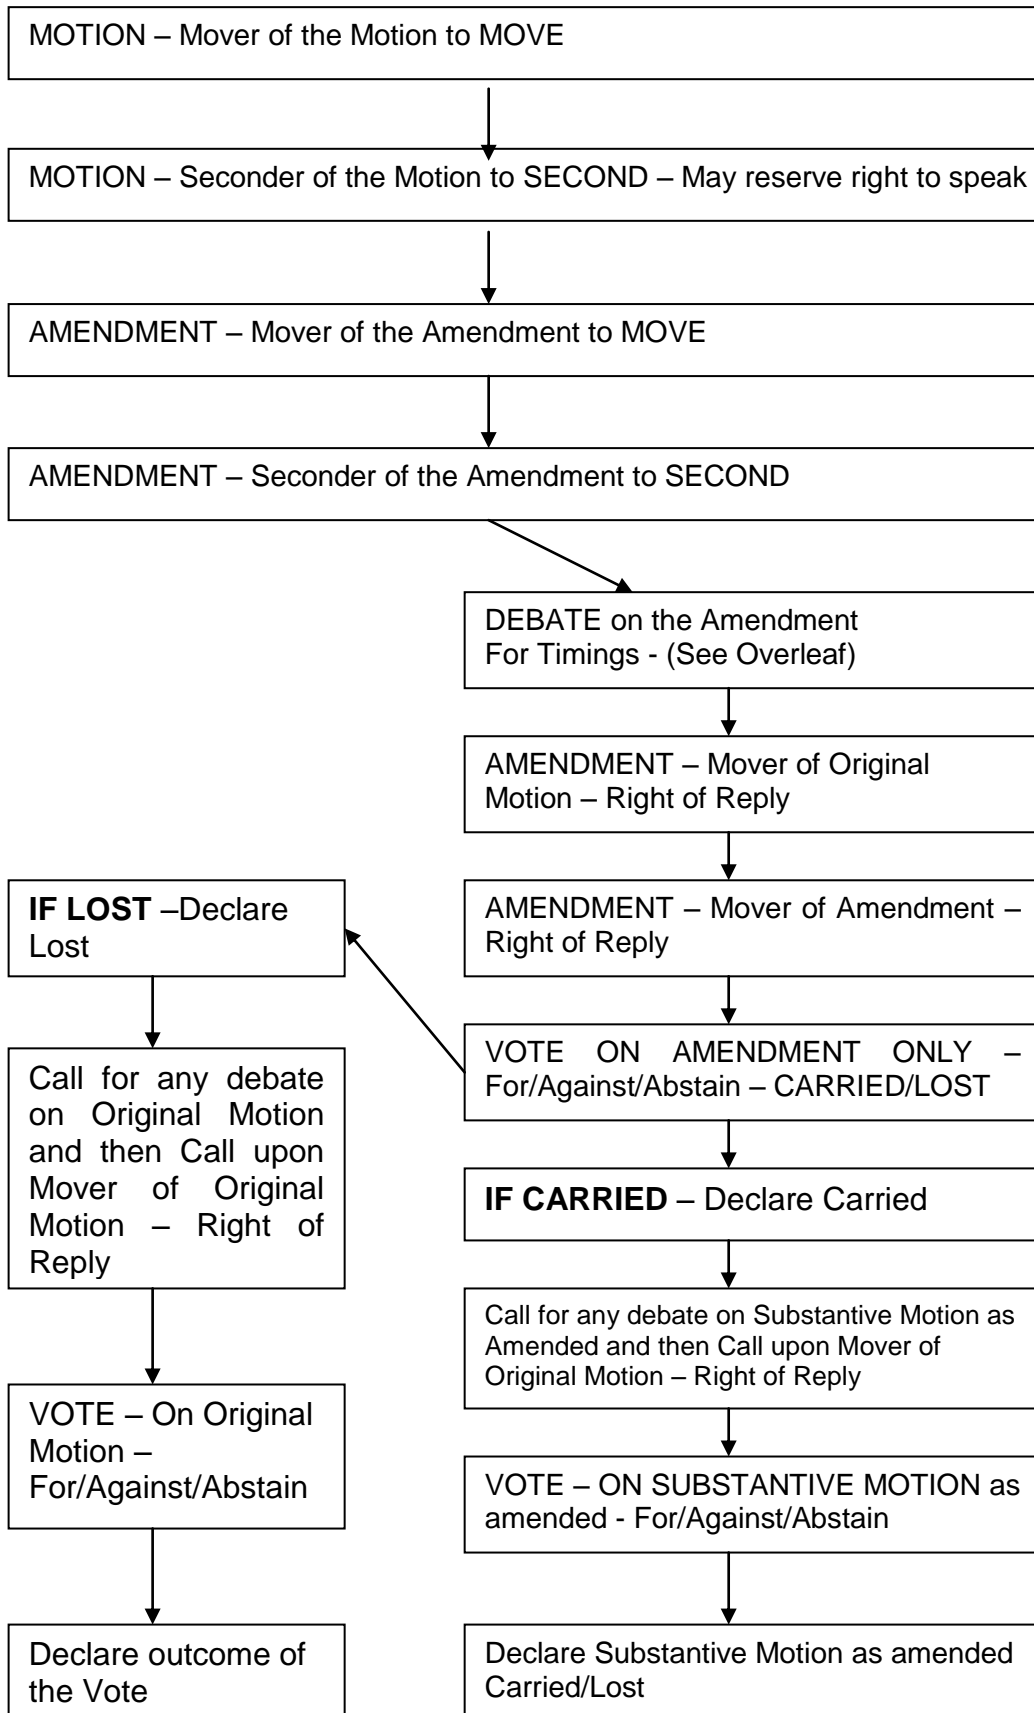 MOTION – Mover of the Motion to MOVE
MOTION – Seconder of the Motion to SECOND – May reserve right to speak
AMENDMENT – Mover of the Amendment to MOVE
AMENDMENT – Seconder of the Amendment to SECOND
DEBATE on the Amendment
For Timings - (See Overleaf)
AMENDMENT – Mover of Original
Motion – Right of Reply
AMENDMENT – Mover of Amendment –
Right of Reply
VOTE ON AMENDMENT ONLY –
For/Against/Abstain – CARRIED/LOST
IF LOST –Declare
Lost
Call for any debate
on Original Motion
and then Call upon
Mover of Original
Motion – Right of
Reply
VOTE – On Original
Motion –
For/Against/Abstain
Declare outcome of
the Vote
IF CARRIED – Declare Carried
Call for any debate on Substantive Motion as
Amended and then Call upon Mover of
Original Motion – Right of Reply
VOTE – ON SUBSTANTIVE MOTION as
amended - For/Against/Abstain
Declare Substantive Motion as amended
Carried/Lost